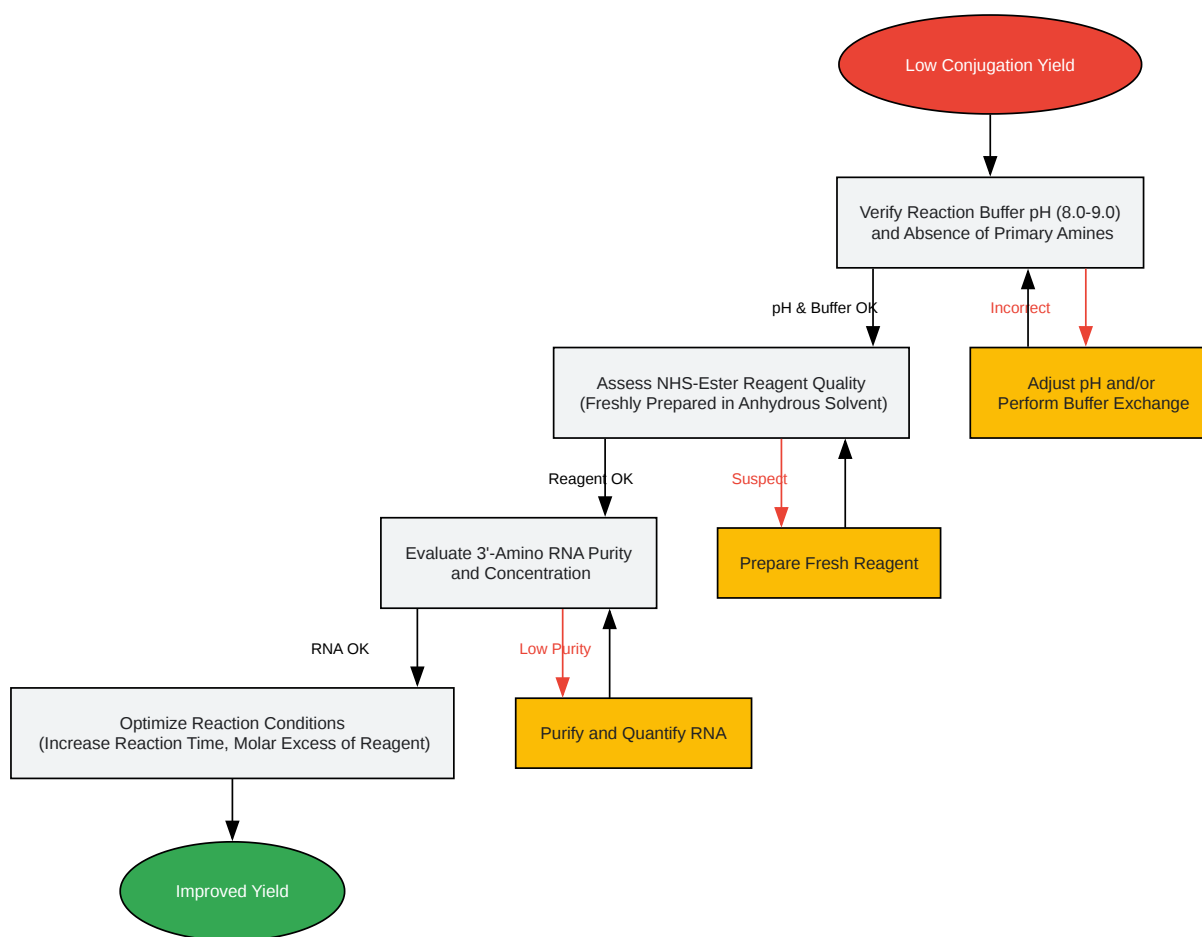 Low Conjugation Yield
Verify Reaction Buffer pH (8.0-9.0)
and Absence of Primary Amines
pH & Buffer OK
Incorrect
Assess NHS-Ester Reagent Quality
(Freshly Prepared in Anhydrous Solvent)
Adjust pH and/or
Perform Buffer Exchange
Reagent OK
Suspect
Evaluate 3'-Amino RNA Purity
and Concentration
Prepare Fresh Reagent
RNA OK
Low Purity
Optimize Reaction Conditions
(Increase Reaction Time, Molar Excess of Reagent)
Purify and Quantify RNA
Improved Yield